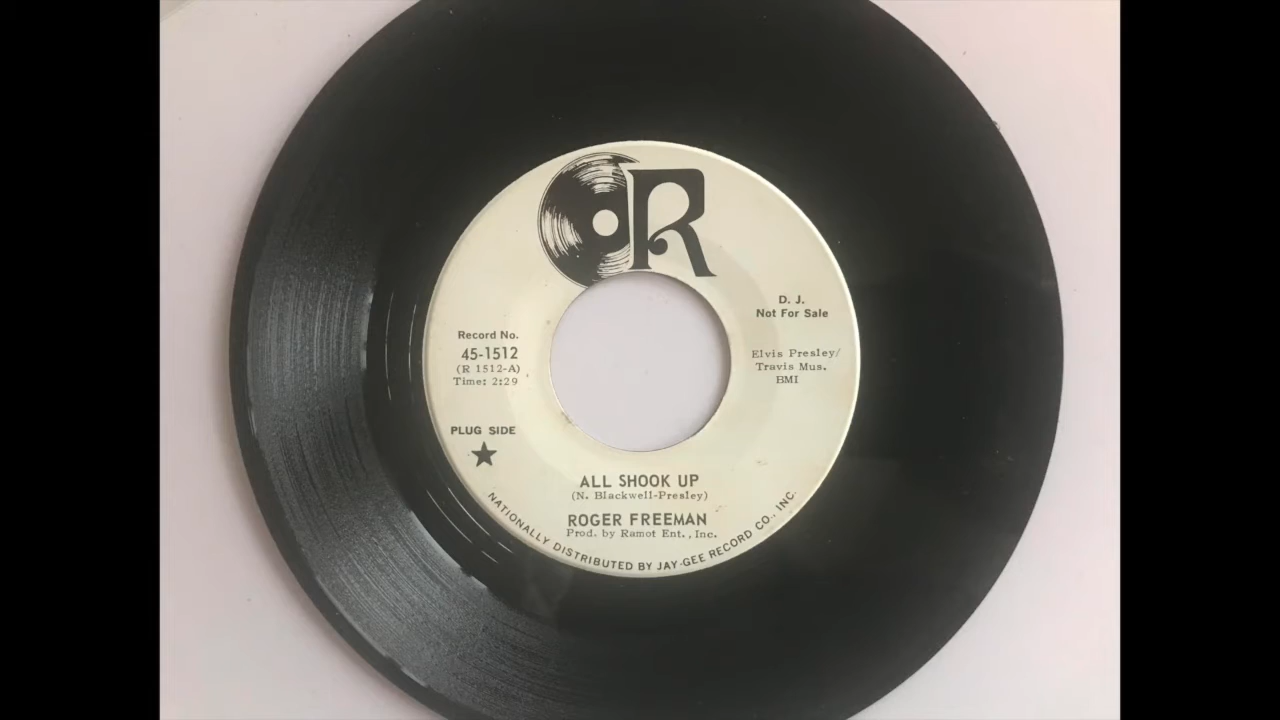 R
D. J.
Not For Sale
Record No.
45-1512
(R 1512-A)
Time: 2:29
Elvis Presley/
Travis Mus.
BMI
PLUG SIDE
ALL SHOOK UP
(N. Blackwell-Presley)
ROGER FREEMAN
Prod. by Ramot Ent., Inc.
NATIONALLY DISTRIBUTED BY JAY-GEE RECORD CO., INC.